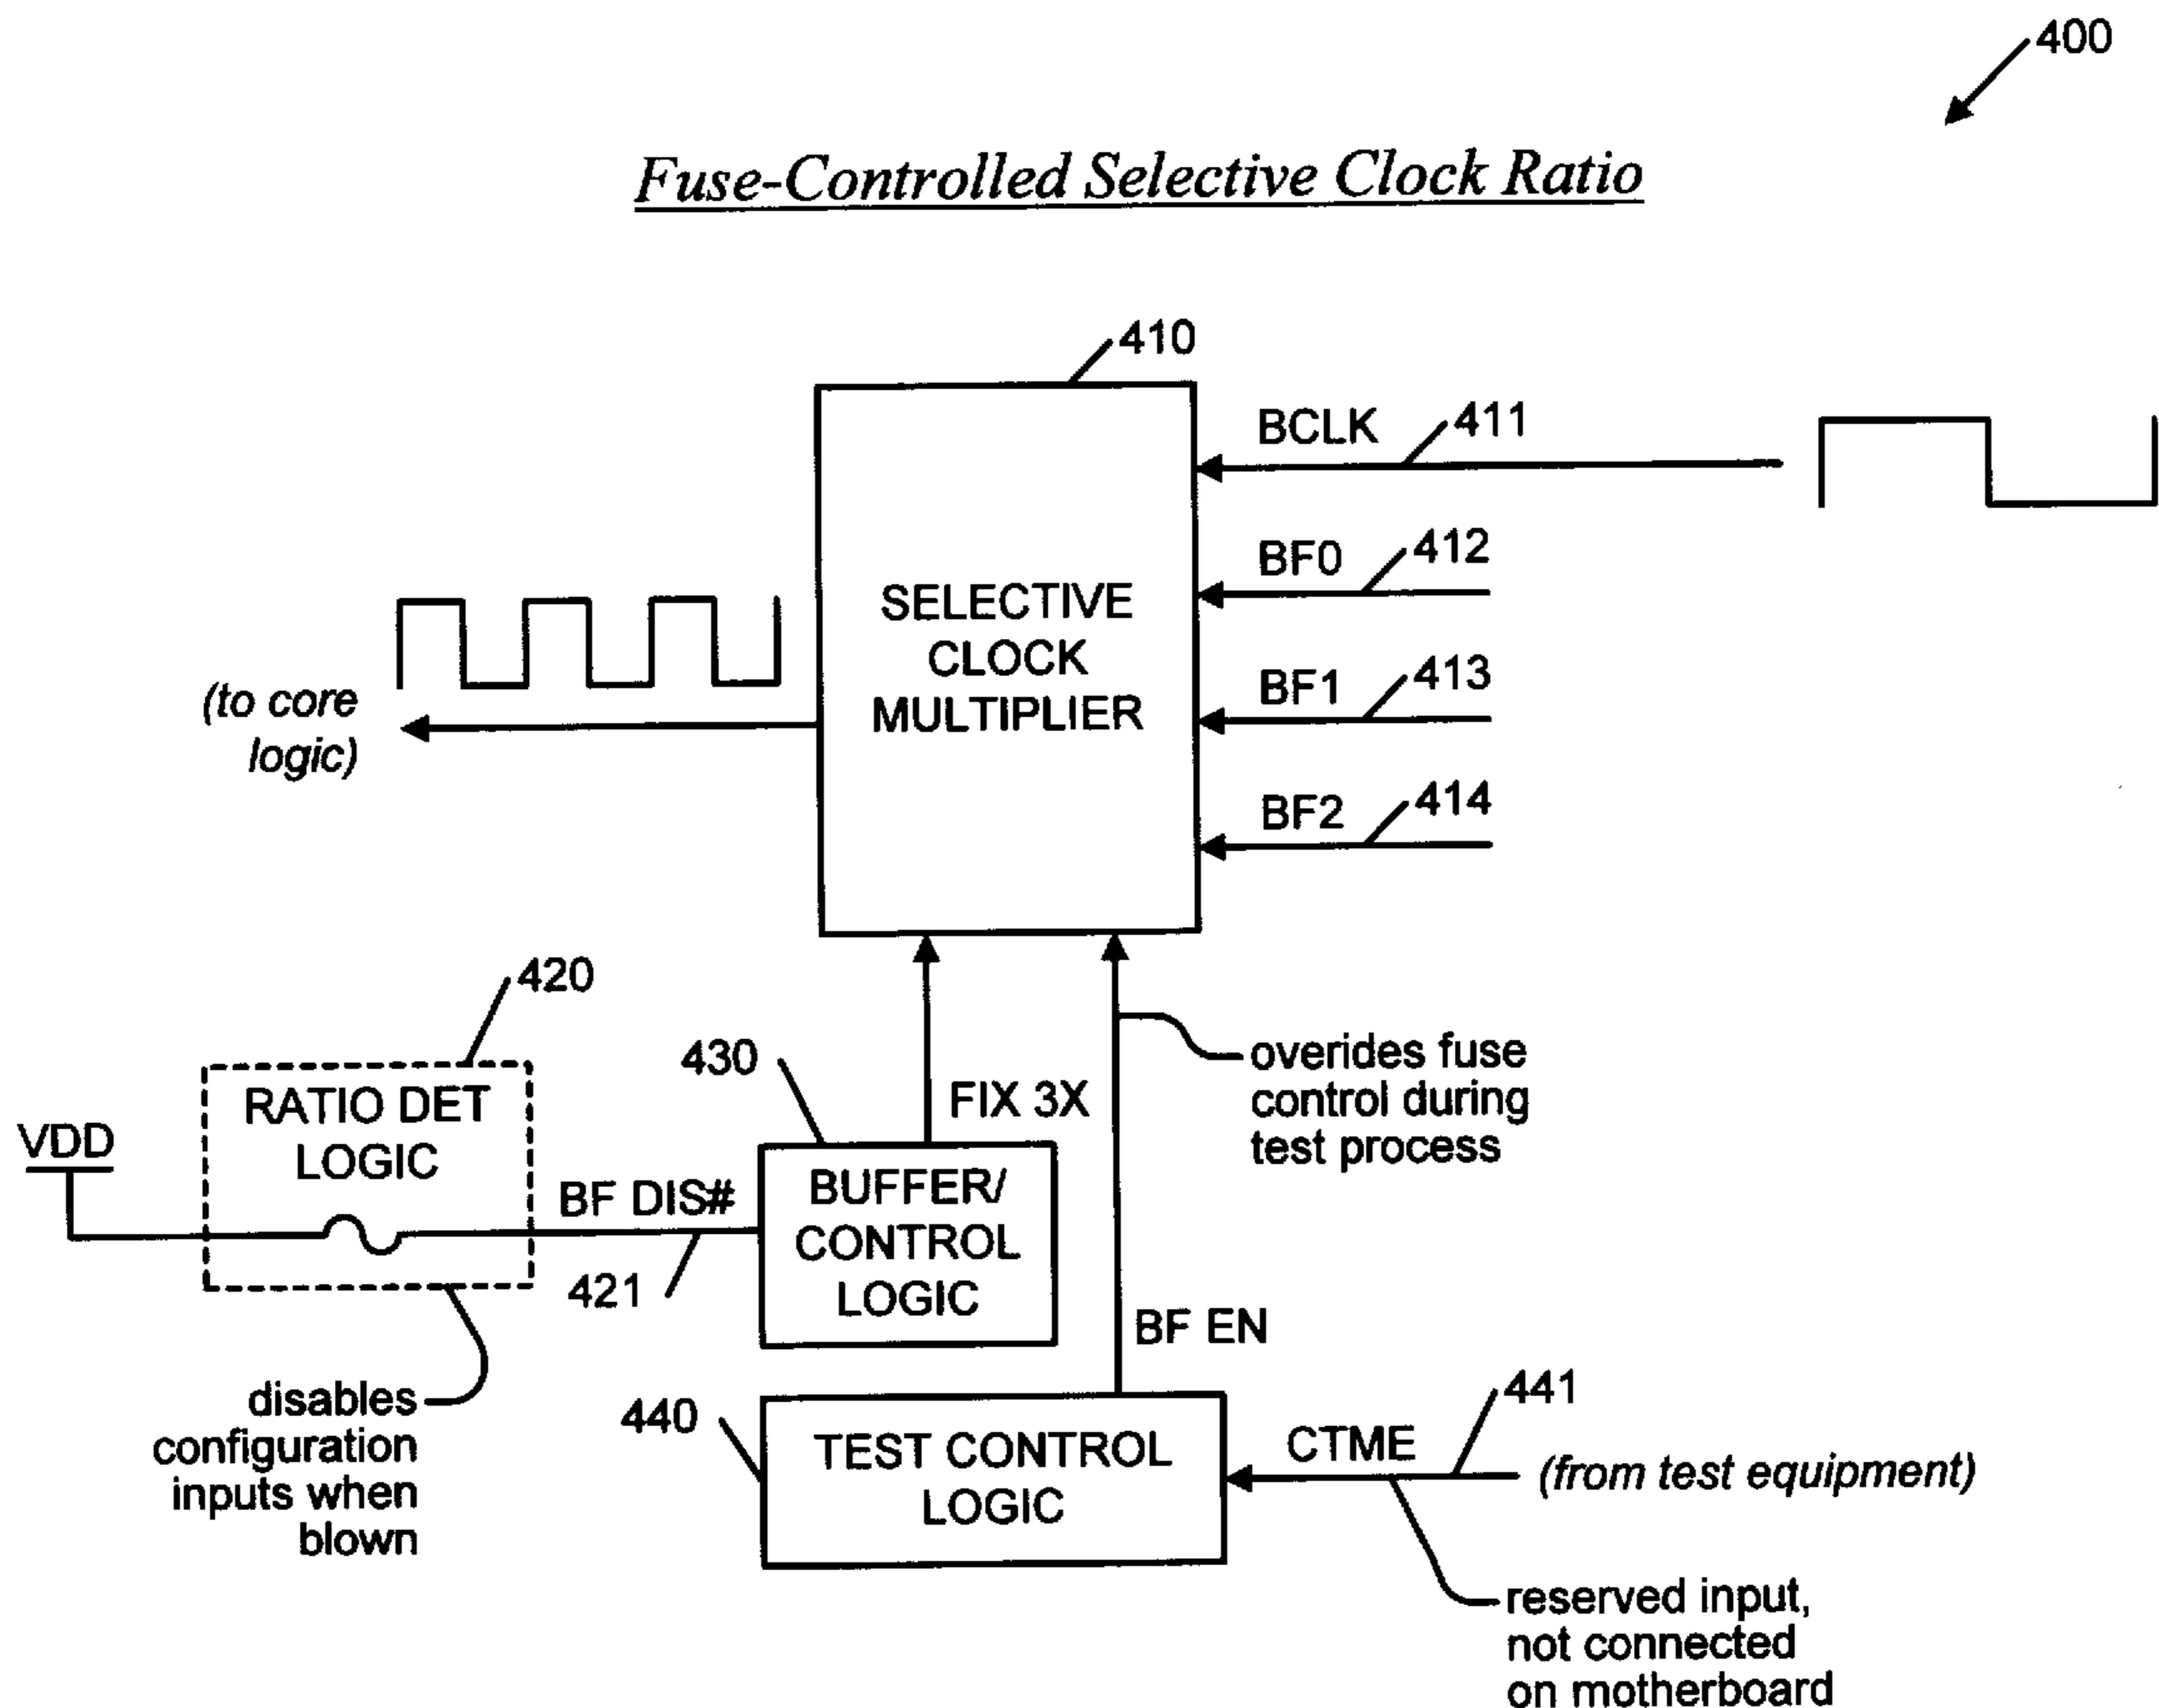 400
Fuse-Controlled Selective Clock Ratio
410
BCLK
411
BF0
412
SELECTIVE
CLOCK
MULTIPLIER
BF1
413
(to core
logic)
BF2
414
420
RATIO DET
LOGIC
VDD
430
FIX 3X
overides fuse
control during
test process
BF DIS#
421
BUFFER/
CONTROL
LOGIC
disables
configuration
inputs when
blown
BF EN
440
TEST CONTROL
LOGIC
CTME
441
(from test equipment)
reserved input,
not connected
on motherboard